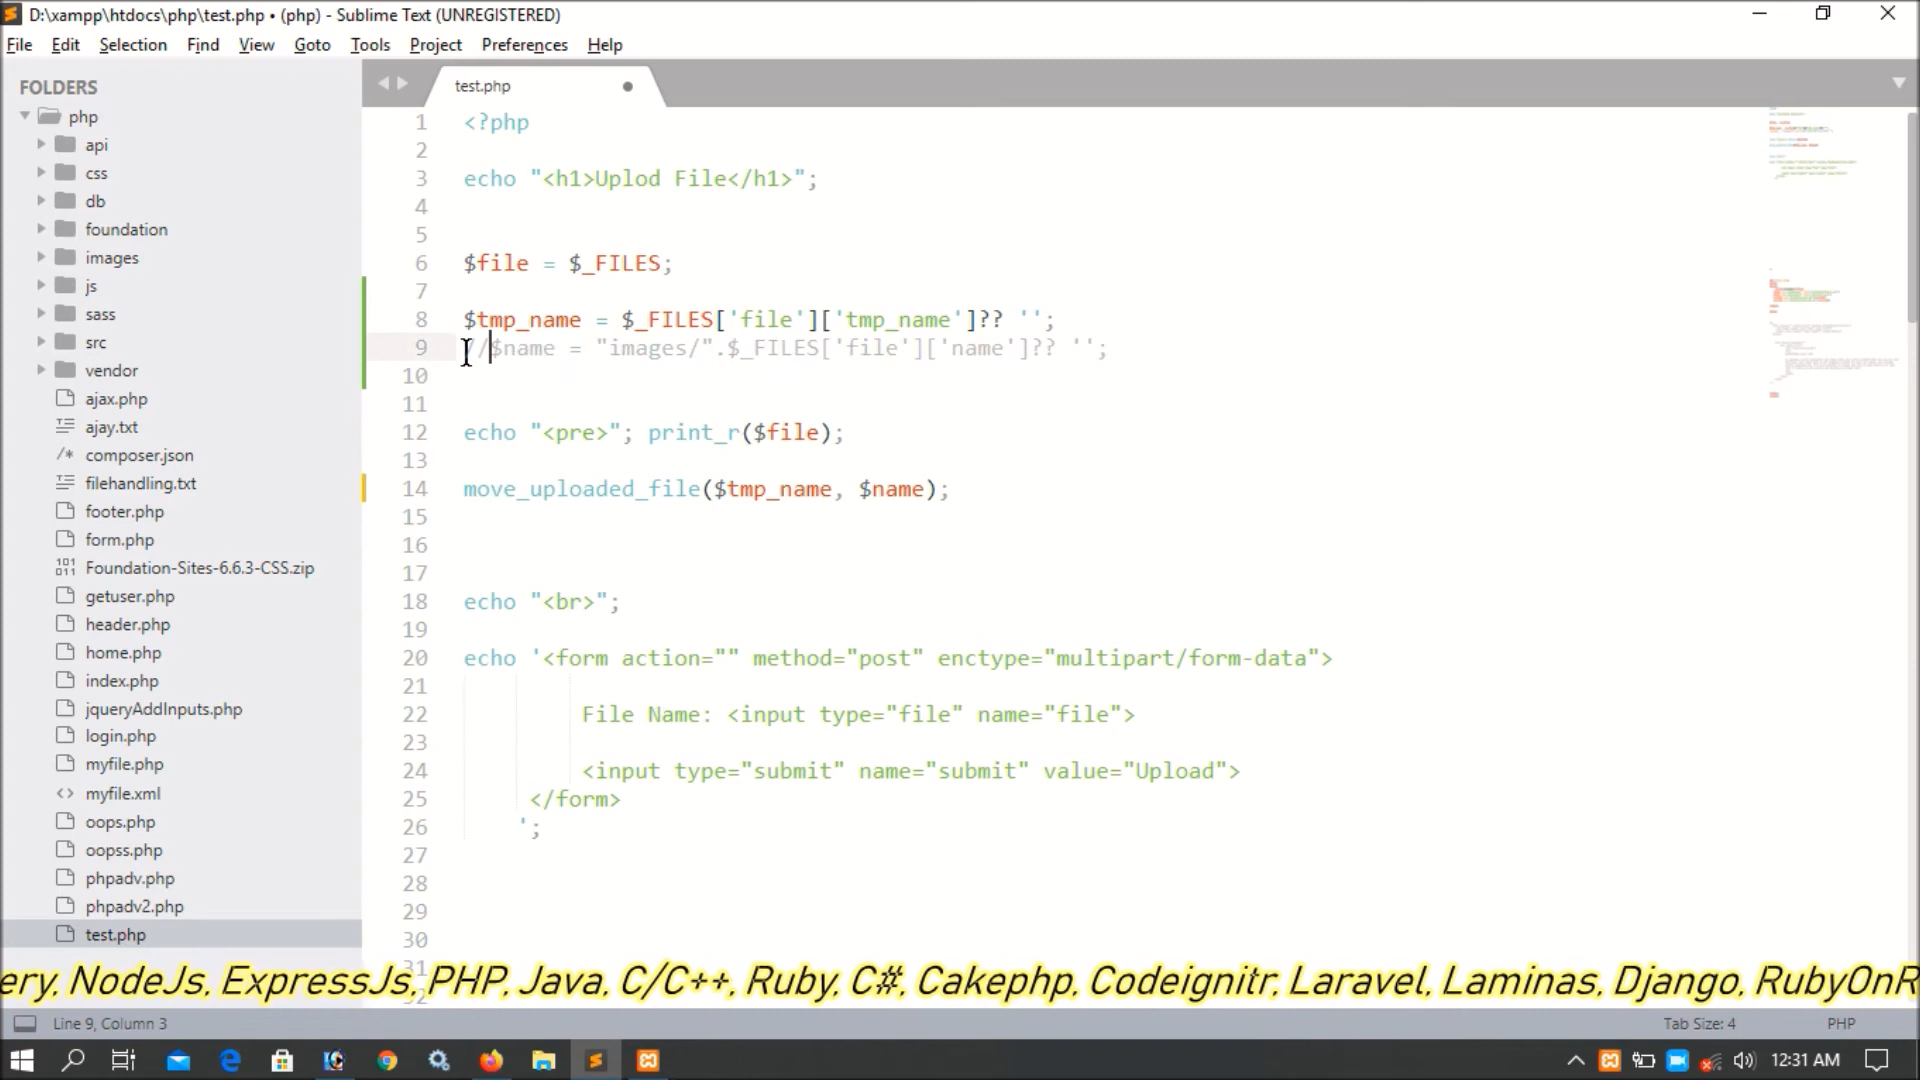 D:\xampp\htdocs\php\test.php • (php) - Sublime Text (UNREGISTERED)
File Edit Selection Find View Goto Tools Project Preferences Help
FOLDERS
php
api
css
db
foundation
images
js
sass
src
vendor
ajax.php
ajay.txt
composer.json
filehandling.txt
footer.php
form.php
Foundation-Sites-6.6.3-CSS.zip
getuser.php
header.php
home.php
index.php
jqueryAddInputs.php
login.php
myfile.php
myfile.xml
oops.php
oopss.php
phpadv.php
phpadv2.php
test.php
test.php
1 <?php
2
3 echo "<h1>Uplod File</h1>";
4
5
6 $file = $_FILES;
7
8 $tmp_name = $_FILES['file']['tmp_name']?? '';
9 //$name = "images/".$_FILES['file']['name']?? '';
10
11
12 echo "<pre>"; print_r($file);
13
14 move_uploaded_file($tmp_name, $name);
15
16
17
18 echo "<br>";
19
20 echo '<form action="" method="post" enctype="multipart/form-data">
21
22 File Name: <input type="file" name="file">
23
24 <input type="submit" name="submit" value="Upload">
25 </form>
26 ';
27
28
29
30
31
ery, NodeJs, ExpressJs, PHP, Java, C/C++, Ruby, C#, Cakephp, Codeignitr, Laravel, Laminas, Django, RubyOnR
Line 9, Column 3
Tab Size: 4 PHP
12:31 AM